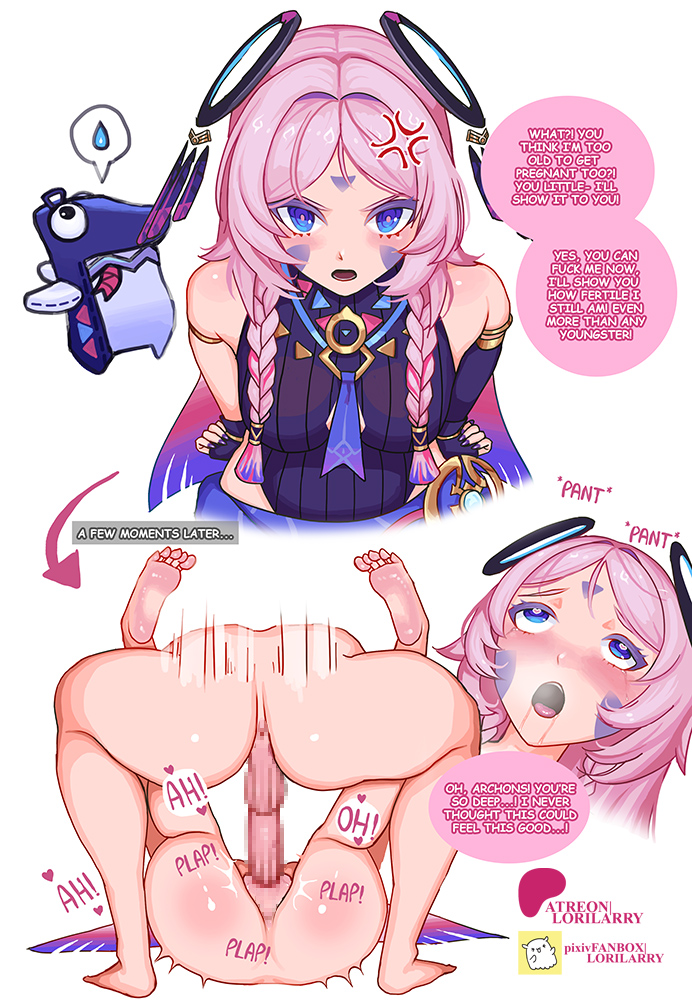 WHAT?! YOU
THINK I'M TOO
OLD TO GET
PREGNANT TOO?!
YOU LITTLE- I'LL
SHOW IT TO YOU!
YES, YOU CAN
FUCK ME NOW,
I'LL SHOW YOU
HOW FERTILE I
STILL AM! EVEN
MORE THAN ANY
YOUNGSTER!
*PANT*
*PANT*
A FEW MOMENTS LATER...
AH!
OH!
AH!
PLAP!
PLAP!
PLAP!
OH, ARCHONS! YOU'RE
SO DEEP...! I NEVER
THOUGHT THIS COULD
FEEL THIS GOOD...!
ATREON|
LORILARRY
pixivFANBOX|
LORILARRY